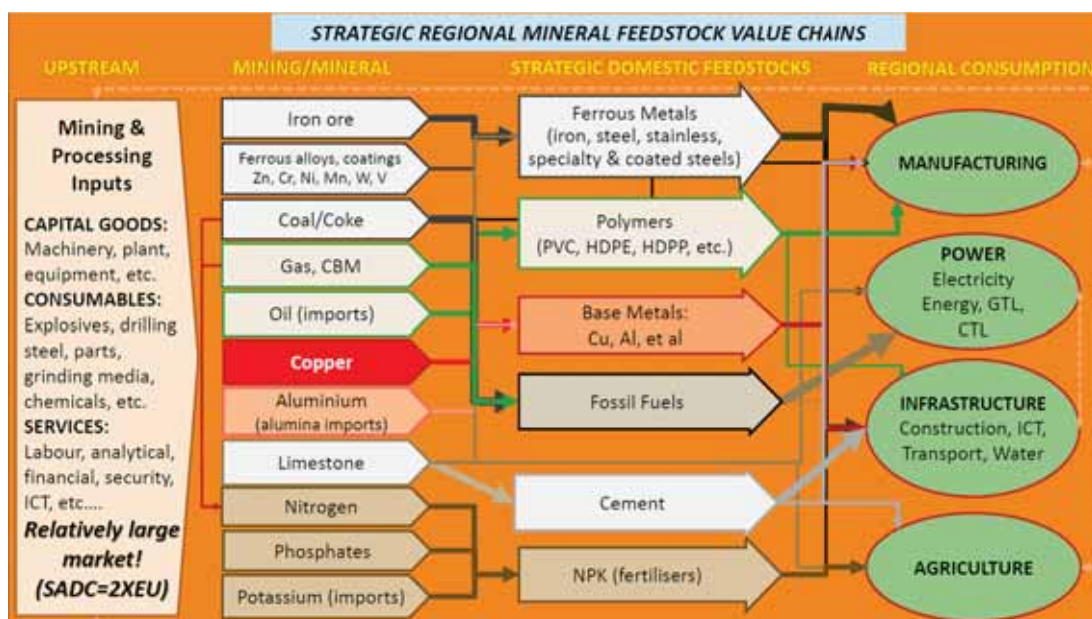 STRATEGIC REGIONAL MINERAL FEEDSTOCK VALUE CHAINS
UPSTREAM
MINING/MINERAL
STRATEGIC DOMESTIC FEEDSTOCKS
REGIONAL CONSUMPTION
Mining &
Processing
Inputs
CAPITAL GOODS:
Machinery, plant,
equipment, etc.
CONSUMABLES:
Explosives, drilling
steel, parts,
grinding media,
chemicals, etc.
SERVICES:
Labour, analytical,
financial, security,
ICT, etc....
Relatively large
market!
(SADC=2XEU)
Iron ore
Ferrous alloys, coatings
Zn, Cr, Ni, Mn, W, V
Coal/Coke
Gas, CBM
Oil (imports)
Copper
Aluminium
(alumina imports)
Limestone
Nitrogen
Phosphates
Potassium (imports)
Ferrous Metals
(iron, steel, stainless,
specialty & coated steels)
Polymers
(PVC, HDPE, HDPP, etc.)
Base Metals:
Cu, Al, et al
Fossil Fuels
Cement
NPK (fertilisers)
MANUFACTURING
POWER
Electricity
Energy, GTL,
CTL
INFRASTRUCTURE
Construction, ICT,
Transport, Water
AGRICULTURE